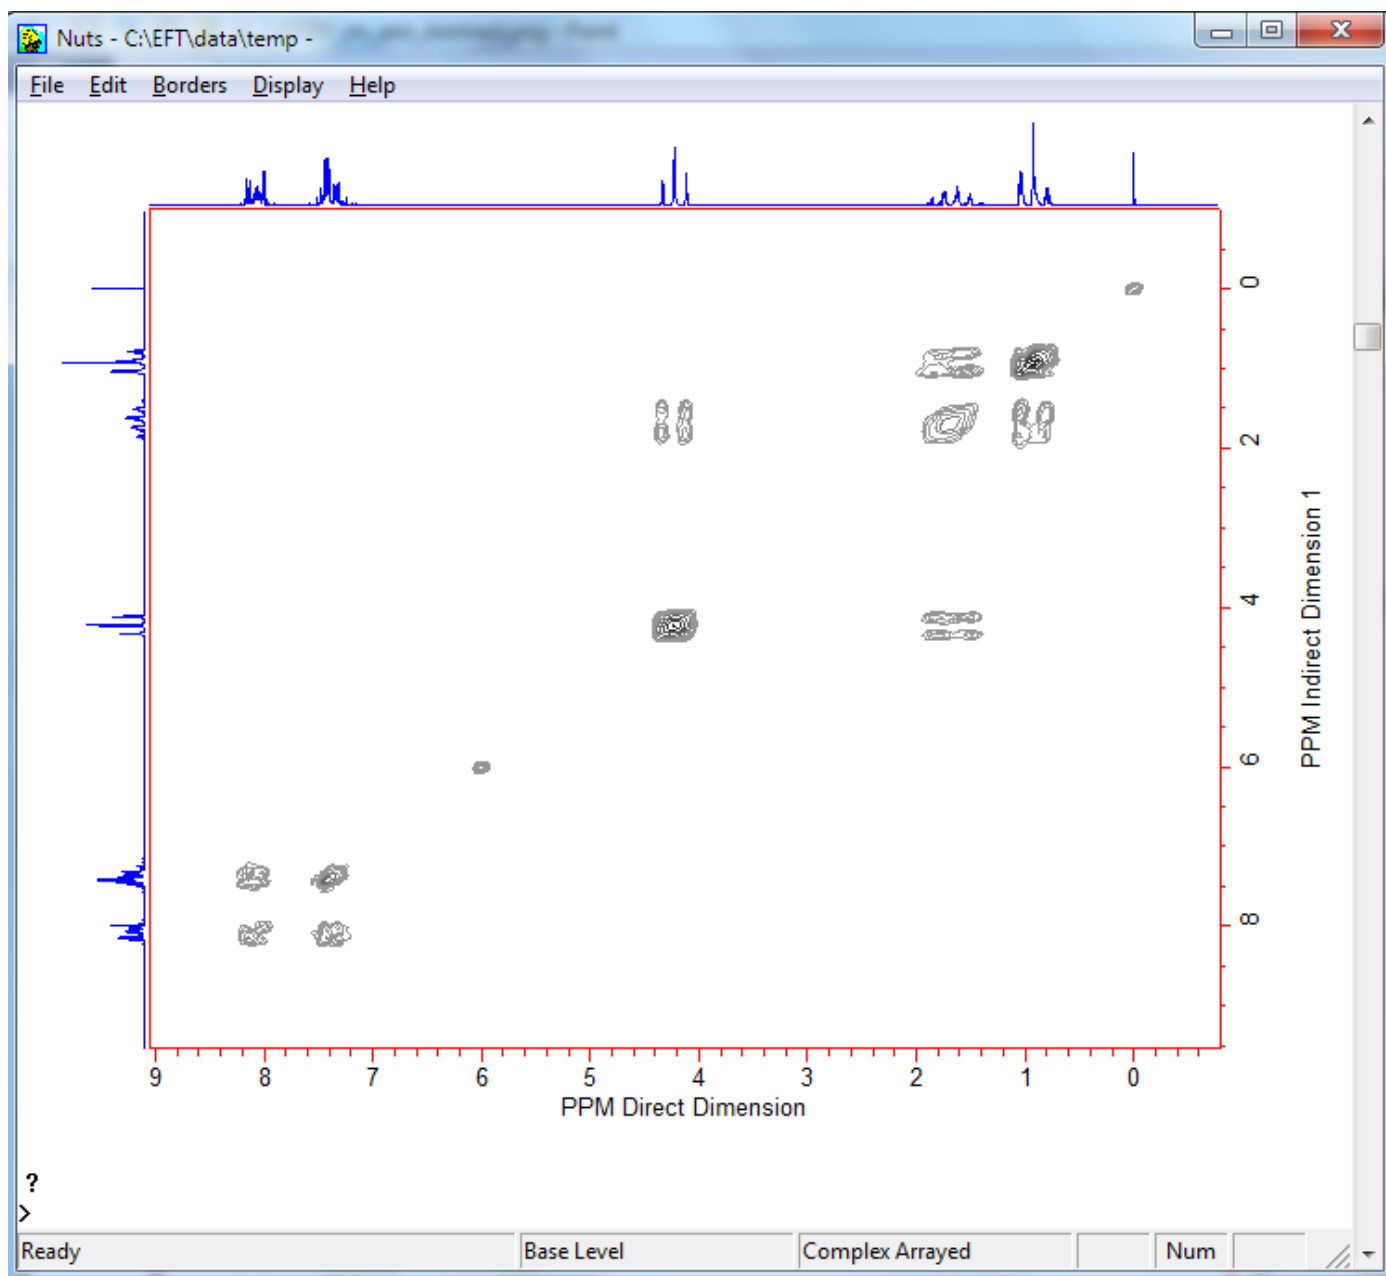 Nuts - C:\EFT\data\temp -
File Edit Borders Display Help
0
2
4
6
8
PPM Indirect Dimension 1
9 8 7 6 5 4 3 2 1 0
PPM Direct Dimension
?
>
Ready Base Level Complex Arrayed Num